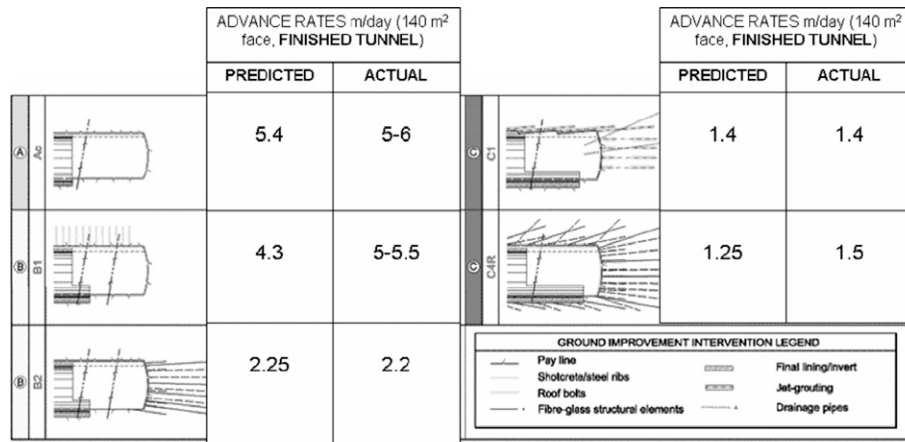 ADVANCE RATES m/day (140 m²
face, FINISHED TUNNEL)
PREDICTED ACTUAL
A Ac 5.4 5-6
B B1 4.3 5-5.5
B B2 2.25 2.2
ADVANCE RATES m/day (140 m²
face, FINISHED TUNNEL)
PREDICTED ACTUAL
C C1 1.4 1.4
C C4R 1.25 1.5
GROUND IMPROVEMENT INTERVENTION LEGEND
Pay line
Shotcrete/steel ribs
Roof bolts
Fibre-glass structural elements
Final lining/invert
Jet-grouting
Drainage pipes